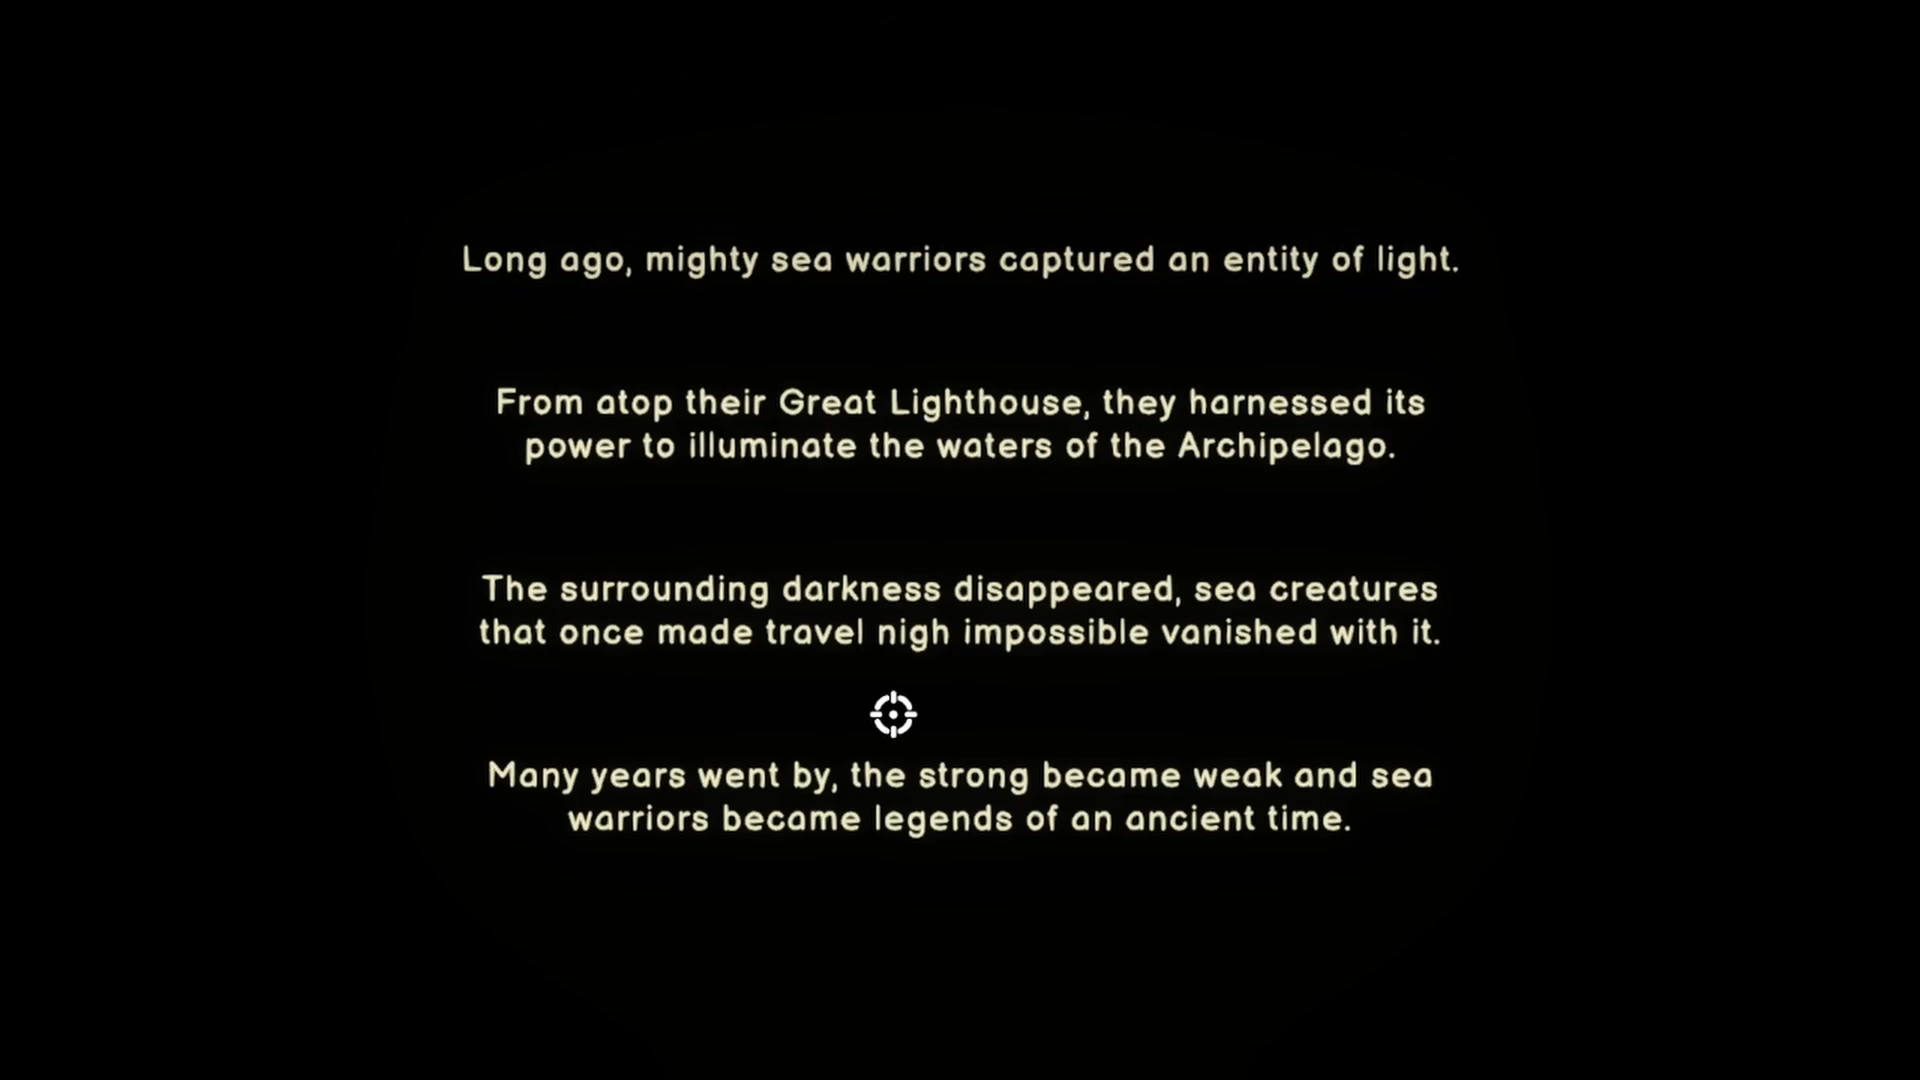 Long ago, mighty sea warriors captured an entity of light.
From atop their Great Lighthouse, they harnessed its
power to illuminate the waters of the Archipelago.
The surrounding darkness disappeared, sea creatures
that once made travel nigh impossible vanished with it.
Many years went by, the strong became weak and sea
warriors became legends of an ancient time.